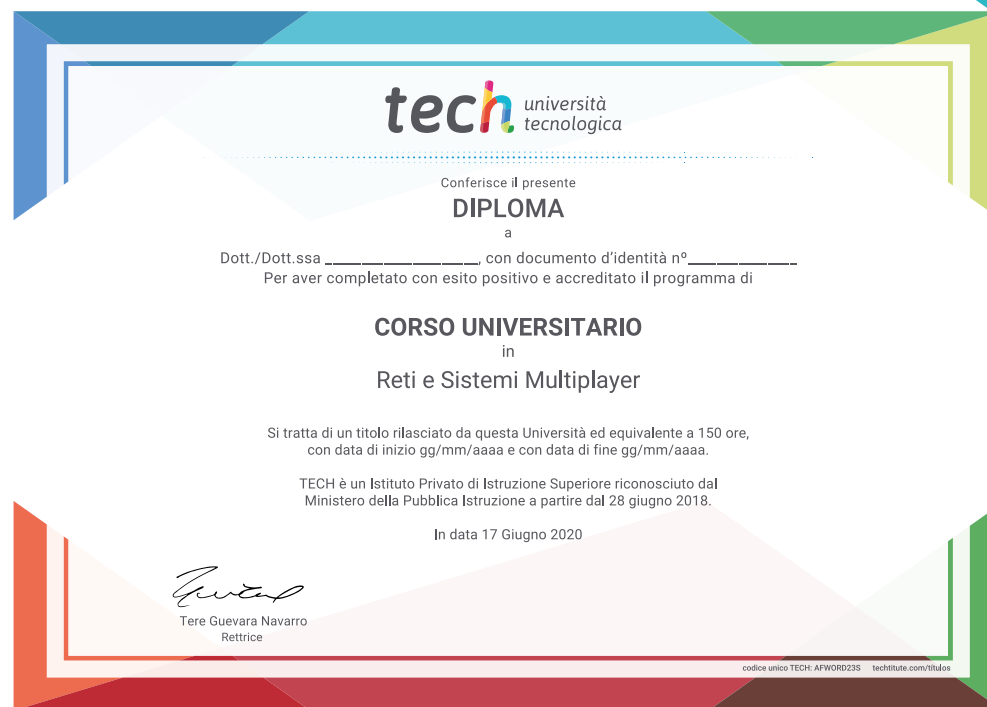 tech università
tecnologica
Conferisce il presente
DIPLOMA
a
Dott./Dott.ssa ____________________, con documento d'identità nº______________
Per aver completato con esito positivo e accreditato il programma di
CORSO UNIVERSITARIO
in
Reti e Sistemi Multiplayer
Si tratta di un titolo rilasciato da questa Università ed equivalente a 150 ore,
con data di inizio gg/mm/aaaa e con data di fine gg/mm/aaaa.
TECH è un Istituto Privato di Istruzione Superiore riconosciuto dal
Ministero della Pubblica Istruzione a partire dal 28 giugno 2018.
In data 17 Giugno 2020
Tere Guevara Navarro
Rettrice
codice unico TECH: AFWORD23S techtitute.com/títulos